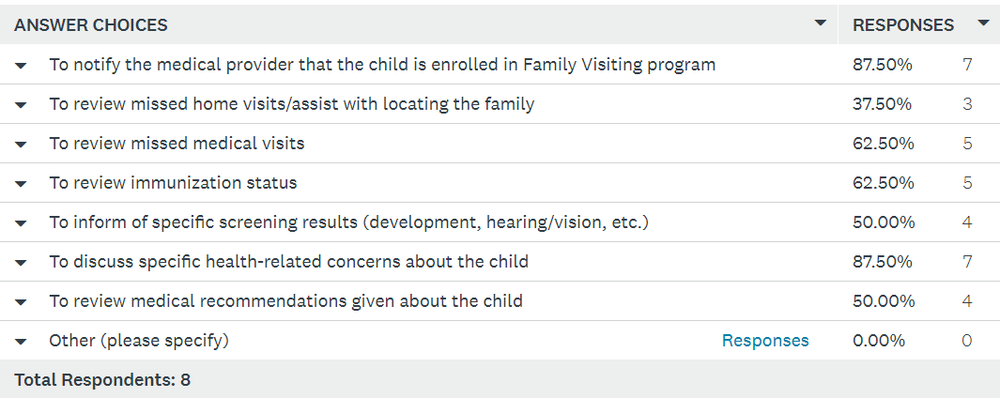 ANSWER CHOICES RESPONSES
To notify the medical provider that the child is enrolled in Family Visiting program 87.50% 7
To review missed home visits/assist with locating the family 37.50% 3
To review missed medical visits 62.50% 5
To review immunization status 62.50% 5
To inform of specific screening results (development, hearing/vision, etc.) 50.00% 4
To discuss specific health-related concerns about the child 87.50% 7
To review medical recommendations given about the child 50.00% 4
Other (please specify) Responses 0.00% 0
Total Respondents: 8